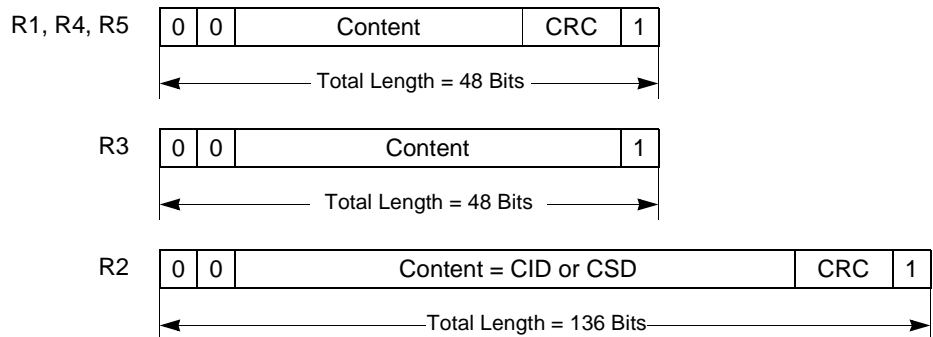 R1, R4, R5 0 0 Content CRC 1
Total Length = 48 Bits
R3 0 0 Content 1
Total Length = 48 Bits
R2 0 0 Content = CID or CSD CRC 1
Total Length = 136 Bits